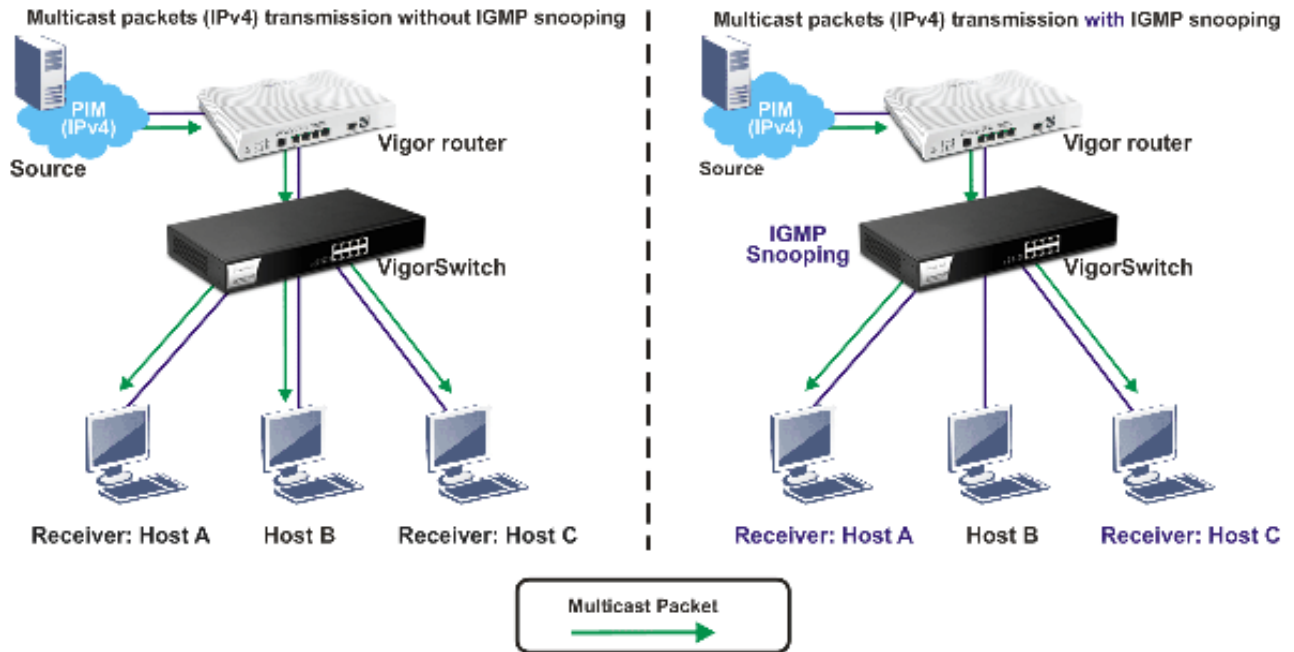 Multicast packets (IPv4) transmission without IGMP snooping
PIM
(IPv4)
Source
Vigor router
VigorSwitch
Receiver: Host A
Host B
Receiver: Host C
Multicast packets (IPv4) transmission with IGMP snooping
PIM
(IPv4)
Source
Vigor router
IGMP
Snooping
VigorSwitch
Receiver: Host A
Host B
Receiver: Host C
Multicast Packet